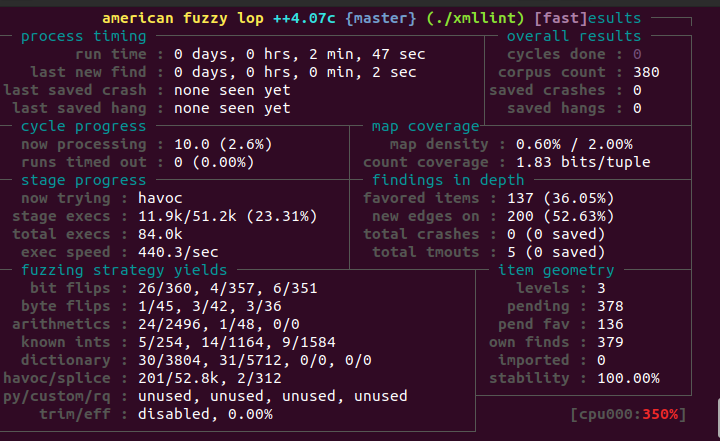 american fuzzy lop ++4.07c {master} (./xmllint) [fast]esults
process timing overall results
run time : 0 days, 0 hrs, 2 min, 47 sec cycles done : 0
last new find : 0 days, 0 hrs, 0 min, 2 sec corpus count : 380
last saved crash : none seen yet saved crashes : 0
last saved hang : none seen yet saved hangs : 0
cycle progress map coverage
now processing : 10.0 (2.6%) map density : 0.60% / 2.00%
runs timed out : 0 (0.00%) count coverage : 1.83 bits/tuple
stage progress findings in depth
now trying : havoc favored items : 137 (36.05%)
stage execs : 11.9k/51.2k (23.31%) new edges on : 200 (52.63%)
total execs : 84.0k total crashes : 0 (0 saved)
exec speed : 440.3/sec total tmouts : 5 (0 saved)
fuzzing strategy yields item geometry
bit flips : 26/360, 4/357, 6/351 levels : 3
byte flips : 1/45, 3/42, 3/36 pending : 378
arithmetics : 24/2496, 1/48, 0/0 pend fav : 136
known ints : 5/254, 14/1164, 9/1584 own finds : 379
dictionary : 30/3804, 31/5712, 0/0, 0/0 imported : 0
havoc/splice : 201/52.8k, 2/312 stability : 100.00%
py/custom/rq : unused, unused, unused, unused
trim/eff : disabled, 0.00% [cpu000:350%]